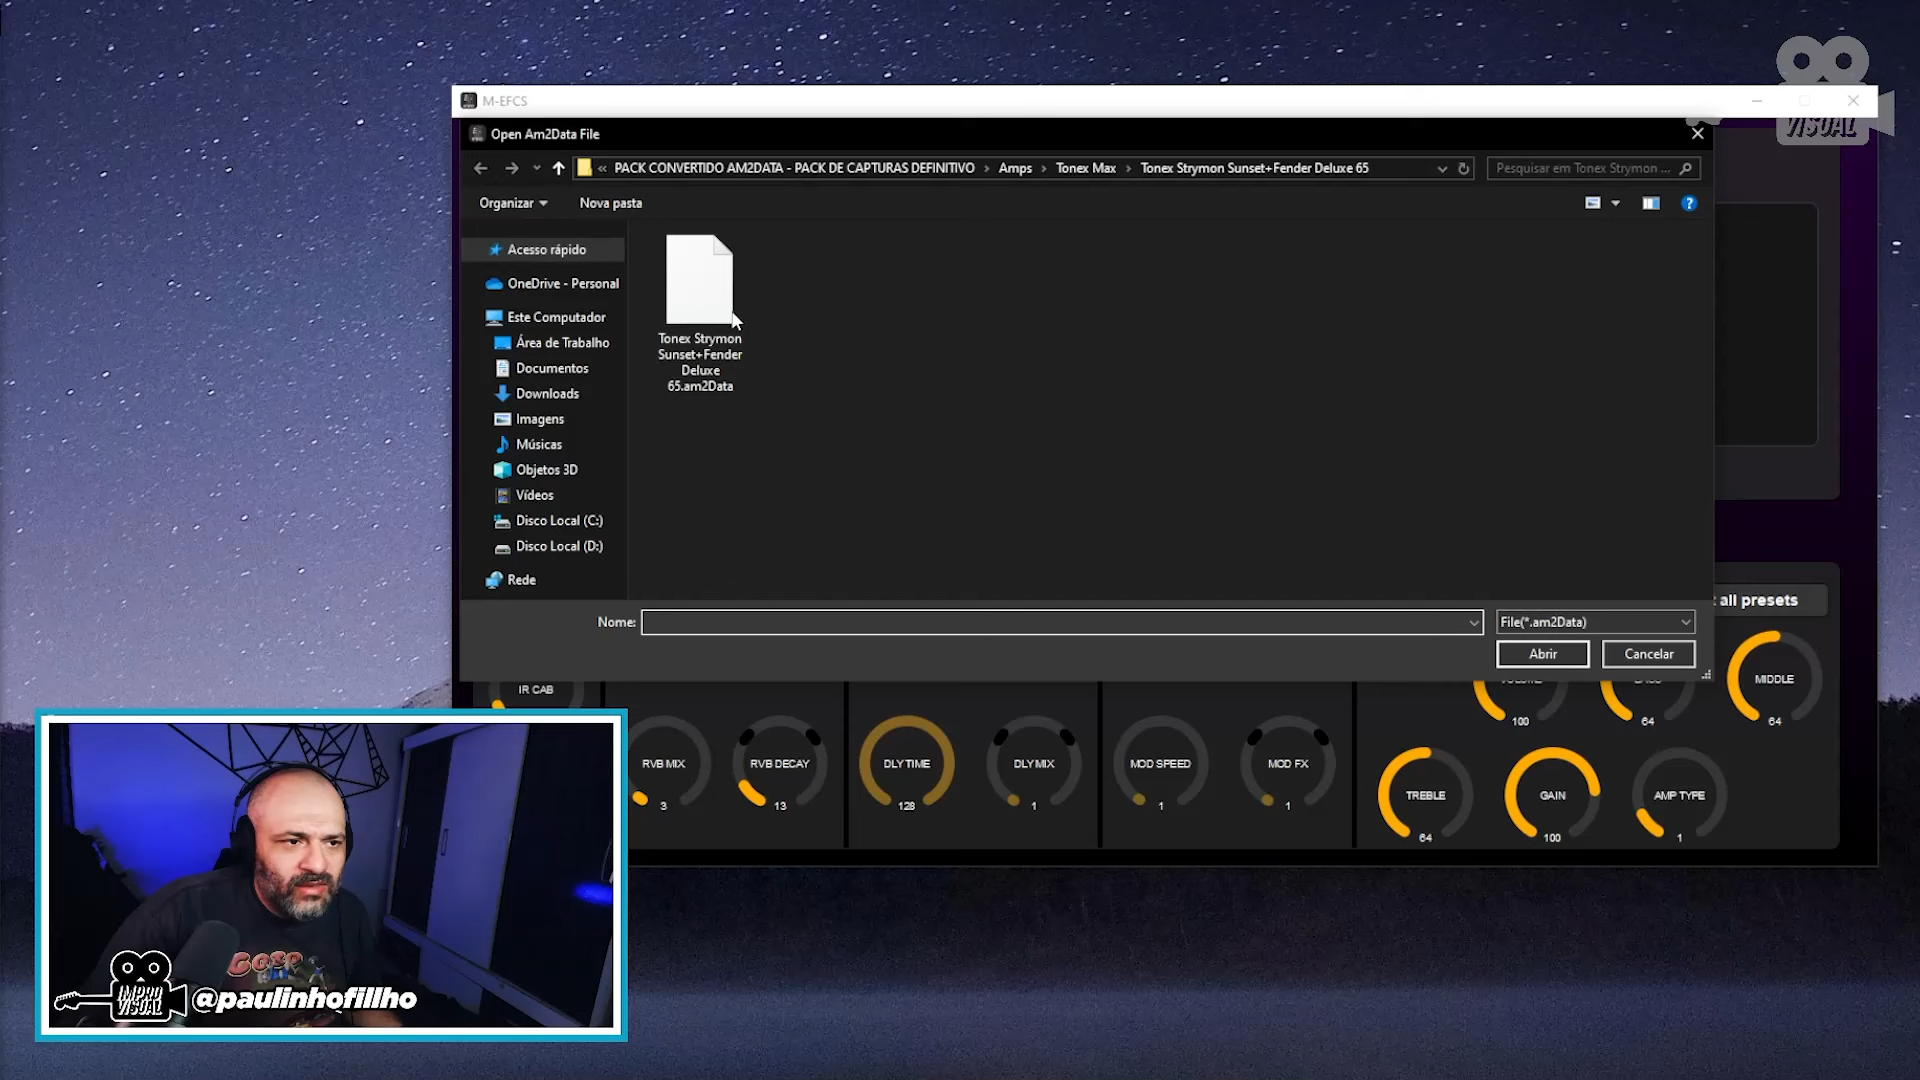 M-EFCS
VISUAL
Open Am2Data File
« PACK CONVERTIDO AM2DATA - PACK DE CAPTURAS DEFINITIVO › Amps › Tonex Max › Tonex Strymon Sunset+Fender Deluxe 65
Pesquisar em Tonex Strymon ...
Organizar
Nova pasta
Acesso rápido
OneDrive - Personal
Este Computador
Área de Trabalho
Documentos
Downloads
Imagens
Músicas
Objetos 3D
Vídeos
Disco Local (C:)
Disco Local (D:)
Rede
Tonex Strymon
Sunset+Fender
Deluxe
65.am2Data
Nome:
File(*.am2Data)
Abrir
Cancelar
all presets
IR CAB
MIDDLE
100
64
64
RVB MIX
3
RVB DECAY
13
DLY TIME
128
DLY MIX
1
MOD SPEED
1
MOD FX
1
TREBLE
64
GAIN
100
AMP TYPE
1
IMPRO
VISUAL
@paulinhofillho